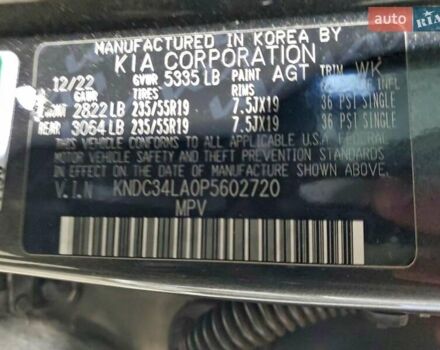 MANUFACTURED IN KOREA BY
KIA CORPORATION
12/22 GVWR 5335 LB PAINT AGT TRIM WK
GAWR TIRES RIMS INFL
2822 LB 235/55R19 7.5JX19 36 PSI SINGLE
REAR 3064 LB 235/55R19 7.5JX19 36 PSI SINGLE
THIS VEHICLE CONFORMS TO ALL APPLICABLE U.S.A. FEDERAL
MOTOR VEHICLE SAFETY AND THEFT PREVENTION
STANDARDS IN EFFECT ON THE DATE OF MANUFACTURE SHOWN ABOVE.
V.I.N KNDC34LA0P5602720
MPV
AUTO RIA